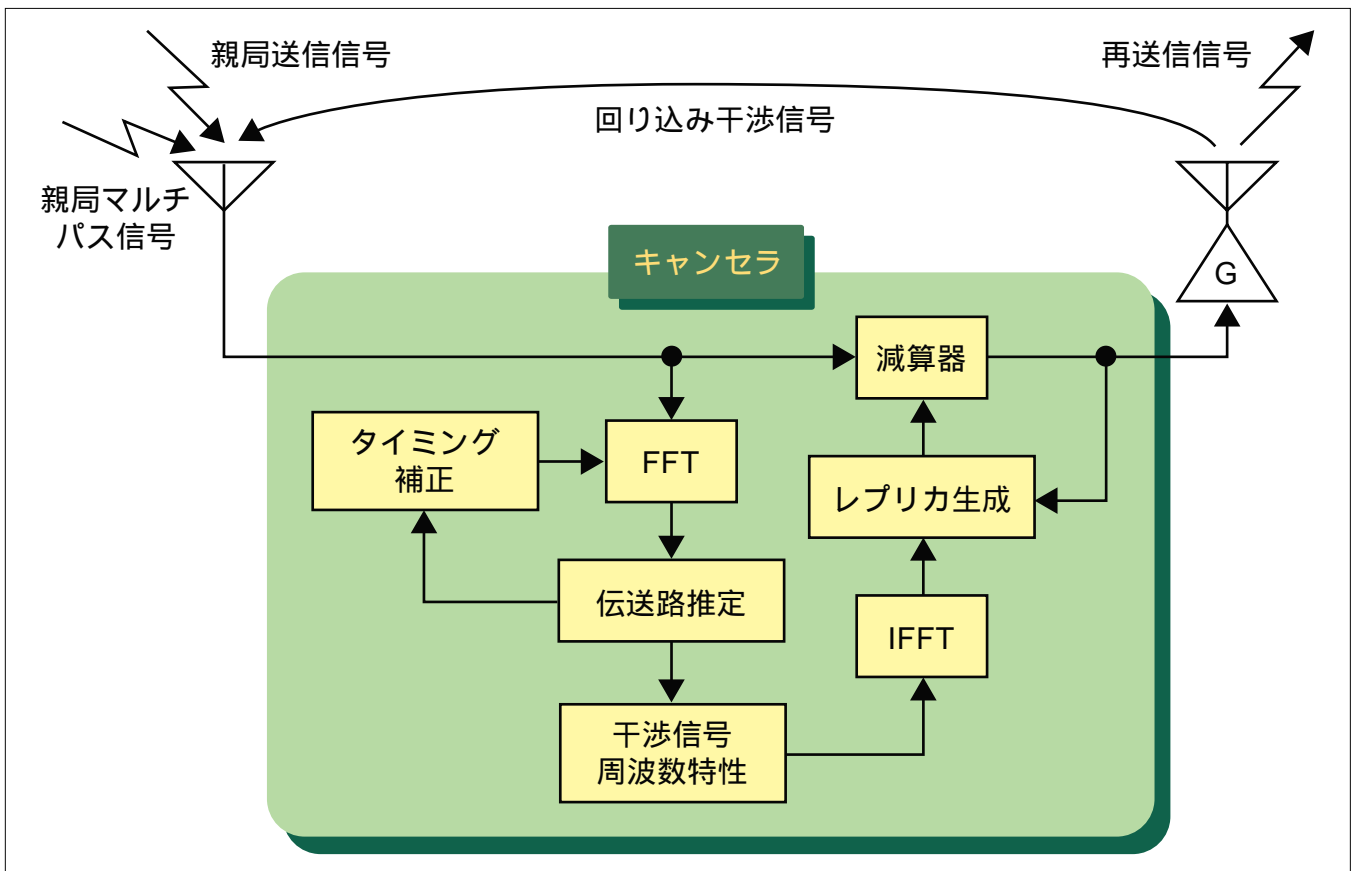 親局送信信号
再送信信号
回り込み干渉信号
親局マルチ
パス信号
キャンセラ
G
減算器
タイミング
補正
FFT
レプリカ生成
伝送路推定
IFFT
干渉信号
周波数特性